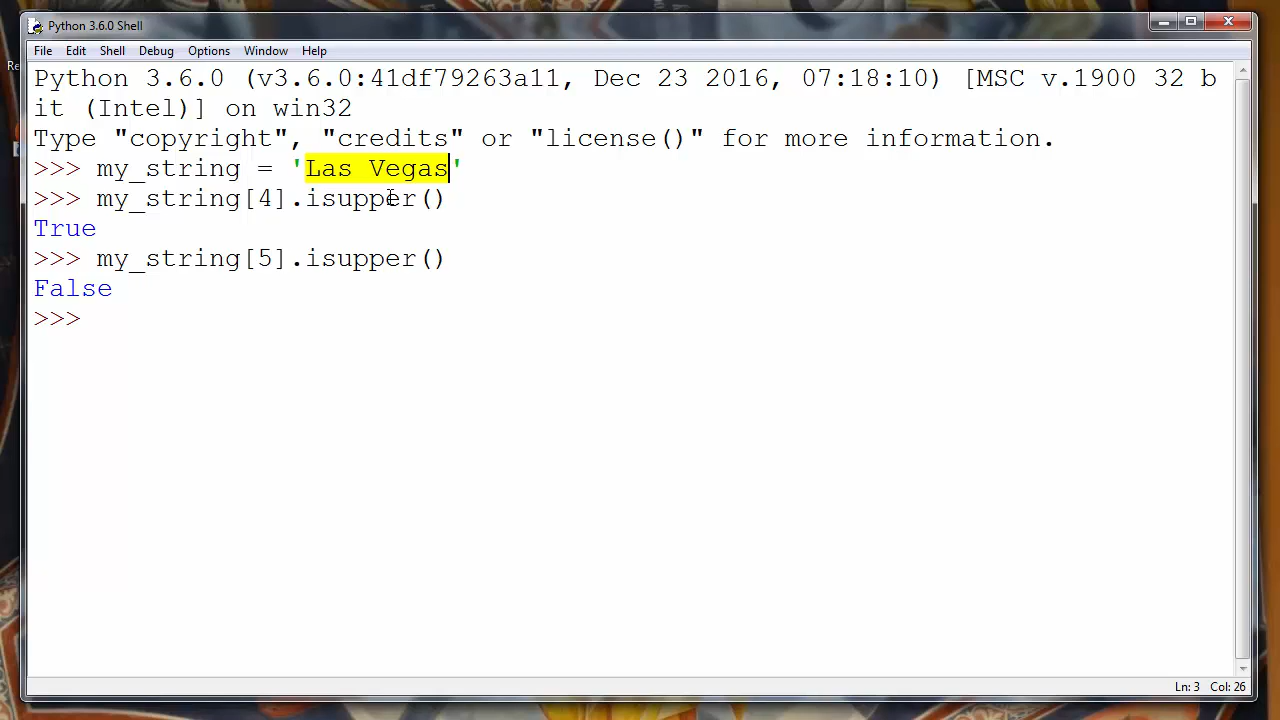 Re
Python 3.6.0 Shell
File Edit Shell Debug Options Window Help
Python 3.6.0 (v3.6.0:41df79263a11, Dec 23 2016, 07:18:10) [MSC v.1900 32 b
it (Intel)] on win32
Type "copyright", "credits" or "license()" for more information.
>>> my_string = 'Las Vegas'
>>> my_string[4].isupper()
True
>>> my_string[5].isupper()
False
>>>
Ln: 3 Col: 26